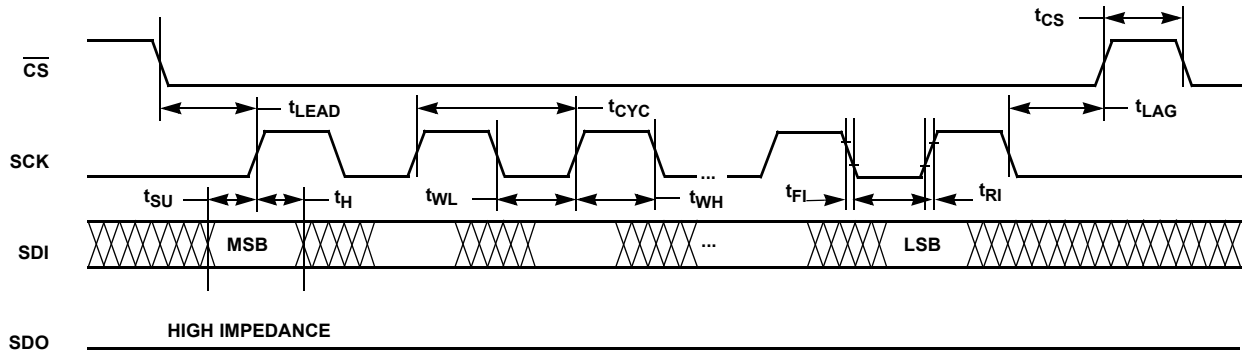 tCS
CS
tLEAD
tCYC
tLAG
SCK
...
tSU
tH
tWL
tWH
tFI
tRI
SDI
MSB
...
LSB
HIGH IMPEDANCE
SDO